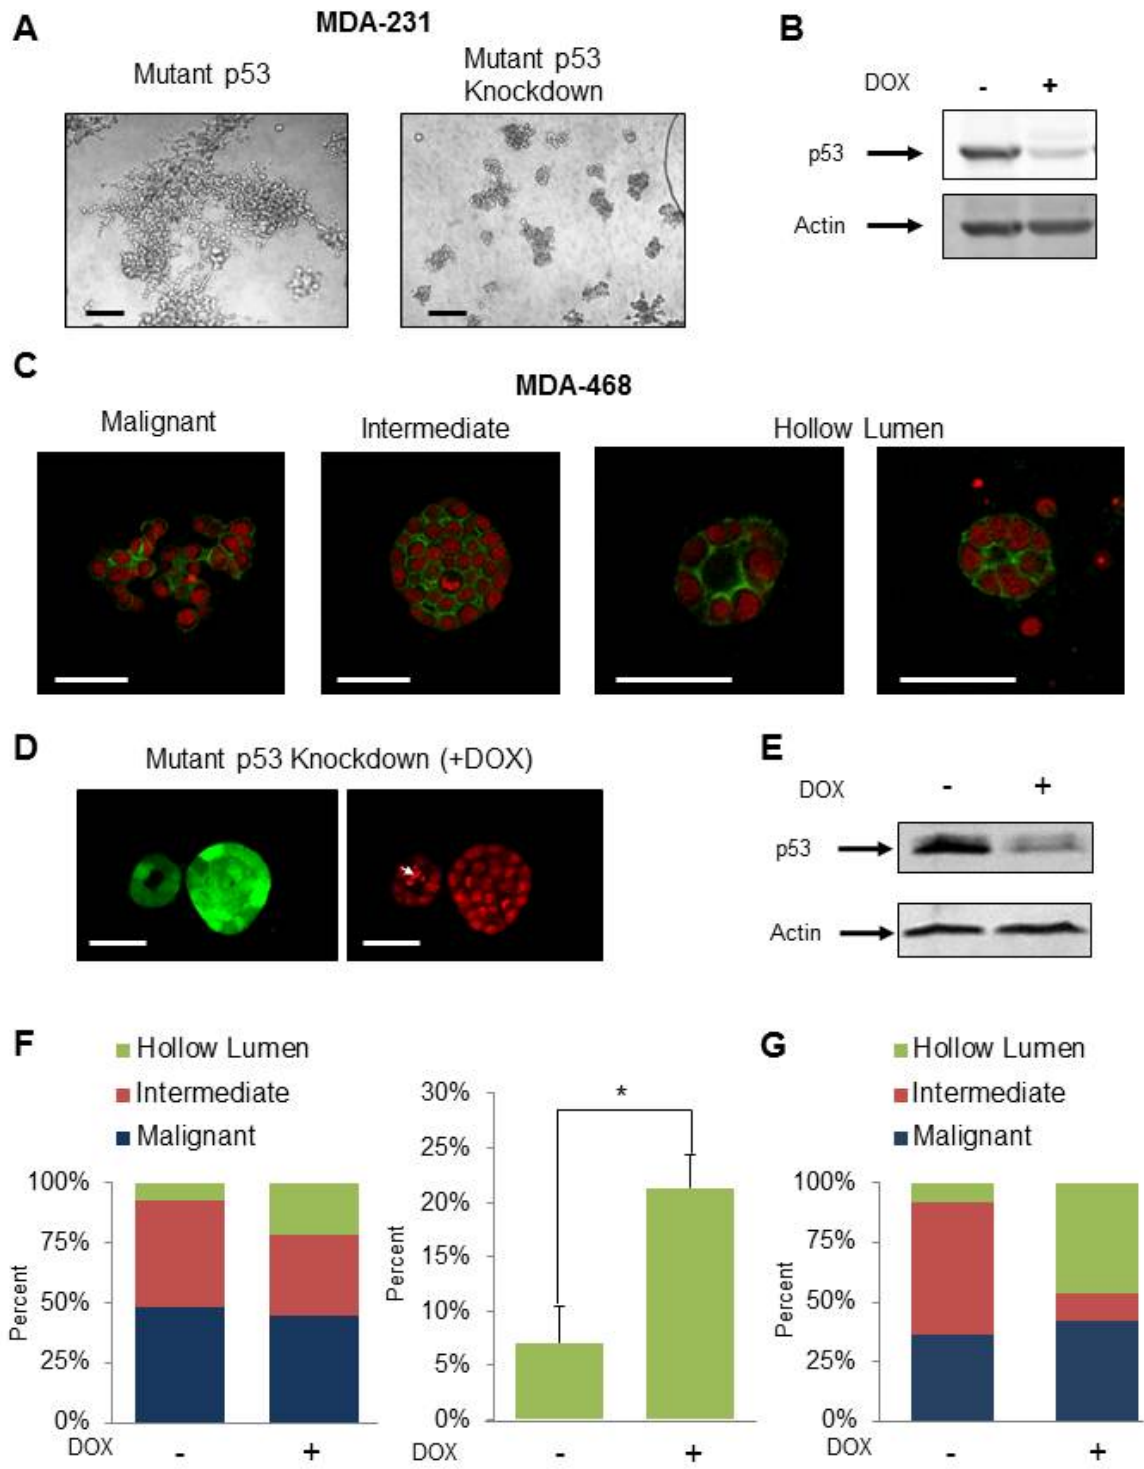 A
MDA-231
B
Mutant p53
Mutant p53
Knockdown
DOX
-
+
p53
Actin
C
MDA-468
Malignant
Intermediate
Hollow Lumen
D
Mutant p53 Knockdown (+DOX)
E
DOX
-
+
p53
Actin
F
Hollow Lumen
Intermediate
Malignant
100%
75%
50%
25%
0%
Percent
DOX
-
+
30%
25%
20%
15%
10%
5%
0%
Percent
*
DOX
-
+
G
Hollow Lumen
Intermediate
Malignant
100%
75%
50%
25%
0%
Percent
DOX
-
+